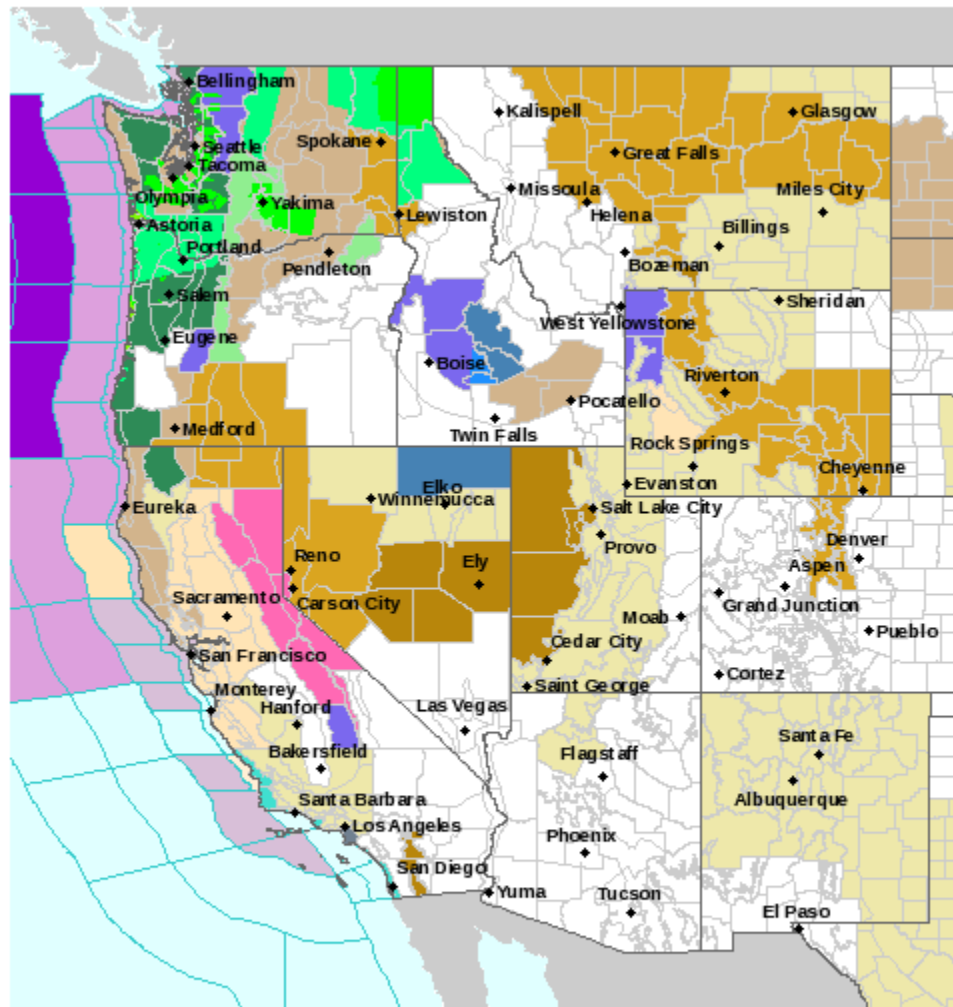 Bellingham
Kalispell
Glasgow
Seattle
Spokane
Great Falls
Tacoma
Olympia
Missoula
Miles City
Yakima
Lewiston
Helena
Astoria
Billings
Portland
Pendleton
Bozeman
Salem
Sheridan
West Yellowstone
Eugene
Boise
Riverton
Pocatello
Medford
Twin Falls
Rock Springs
Cheyenne
Elko
Evanston
Winnemucca
Eureka
Salt Lake City
Provo
Denver
Reno
Ely
Aspen
Sacramento
Carson City
Grand Junction
Moab
Pueblo
Cedar City
San Francisco
Cortez
Monterey
Saint George
Hanford
Las Vegas
Santa Fe
Bakersfield
Flagstaff
Santa Barbara
Albuquerque
Los Angeles
Phoenix
San Diego
Yuma
Tucson
El Paso